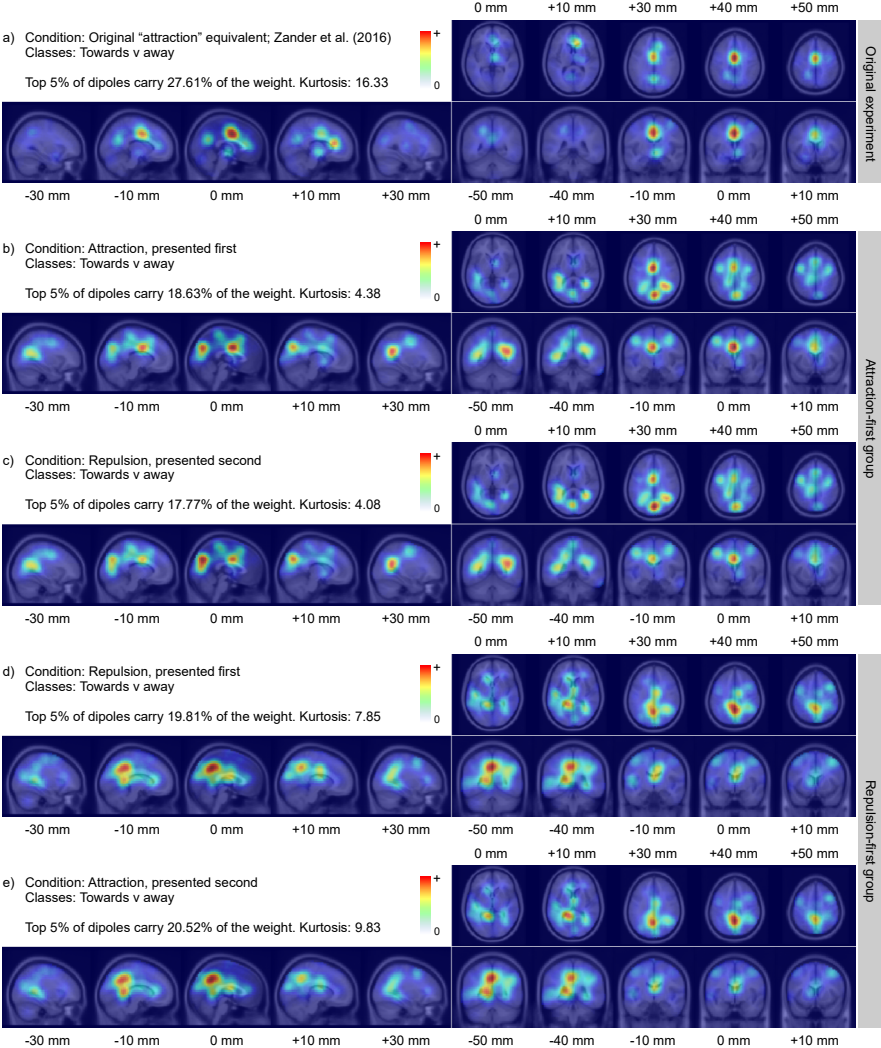 0 mm +10 mm +30 mm +40 mm +50 mm
a) Condition: Original “attraction” equivalent; Zander et al. (2016)
Classes: Towards v away
Top 5% of dipoles carry 27.61% of the weight. Kurtosis: 16.33
+
0
-30 mm -10 mm 0 mm +10 mm +30 mm -50 mm -40 mm -10 mm 0 mm +10 mm
Original experiment
0 mm +10 mm +30 mm +40 mm +50 mm
b) Condition: Attraction, presented first
Classes: Towards v away
Top 5% of dipoles carry 18.63% of the weight. Kurtosis: 4.38
+
0
-30 mm -10 mm 0 mm +10 mm +30 mm -50 mm -40 mm -10 mm 0 mm +10 mm
Attraction-first group
0 mm +10 mm +30 mm +40 mm +50 mm
c) Condition: Repulsion, presented second
Classes: Towards v away
Top 5% of dipoles carry 17.77% of the weight. Kurtosis: 4.08
+
0
-30 mm -10 mm 0 mm +10 mm +30 mm -50 mm -40 mm -10 mm 0 mm +10 mm
0 mm +10 mm +30 mm +40 mm +50 mm
d) Condition: Repulsion, presented first
Classes: Towards v away
Top 5% of dipoles carry 19.81% of the weight. Kurtosis: 7.85
+
0
-30 mm -10 mm 0 mm +10 mm +30 mm -50 mm -40 mm -10 mm 0 mm +10 mm
Repulsion-first group
0 mm +10 mm +30 mm +40 mm +50 mm
e) Condition: Attraction, presented second
Classes: Towards v away
Top 5% of dipoles carry 20.52% of the weight. Kurtosis: 9.83
+
0
-30 mm -10 mm 0 mm +10 mm +30 mm -50 mm -40 mm -10 mm 0 mm +10 mm